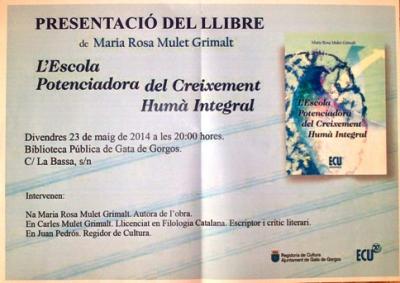 PRESENTACIÓ DEL LLIBRE
de Maria Rosa Mulet Grimalt
L'Escola
Potenciadora del Creixement
Humà Integral
Divendres 23 de maig de 2014 a les 20:00 hores.
Biblioteca Pública de Gata de Gorgos.
C/ La Bassa, s/n
Intervenen:
Na Maria Rosa Mulet Grimalt. Autora de l'obra.
En Carles Mulet Grimalt. Llicenciat en Filologia Catalana. Escriptor i crític literari.
En Juan Pedrós. Regidor de Cultura.
Maria Rosa Mulet Grimalt
L'Escola
Potenciadora
del Creixement
Humà Integral
ECU
Regidoria de Cultura
Ajuntament de Gata de Gorgos
ECU 20